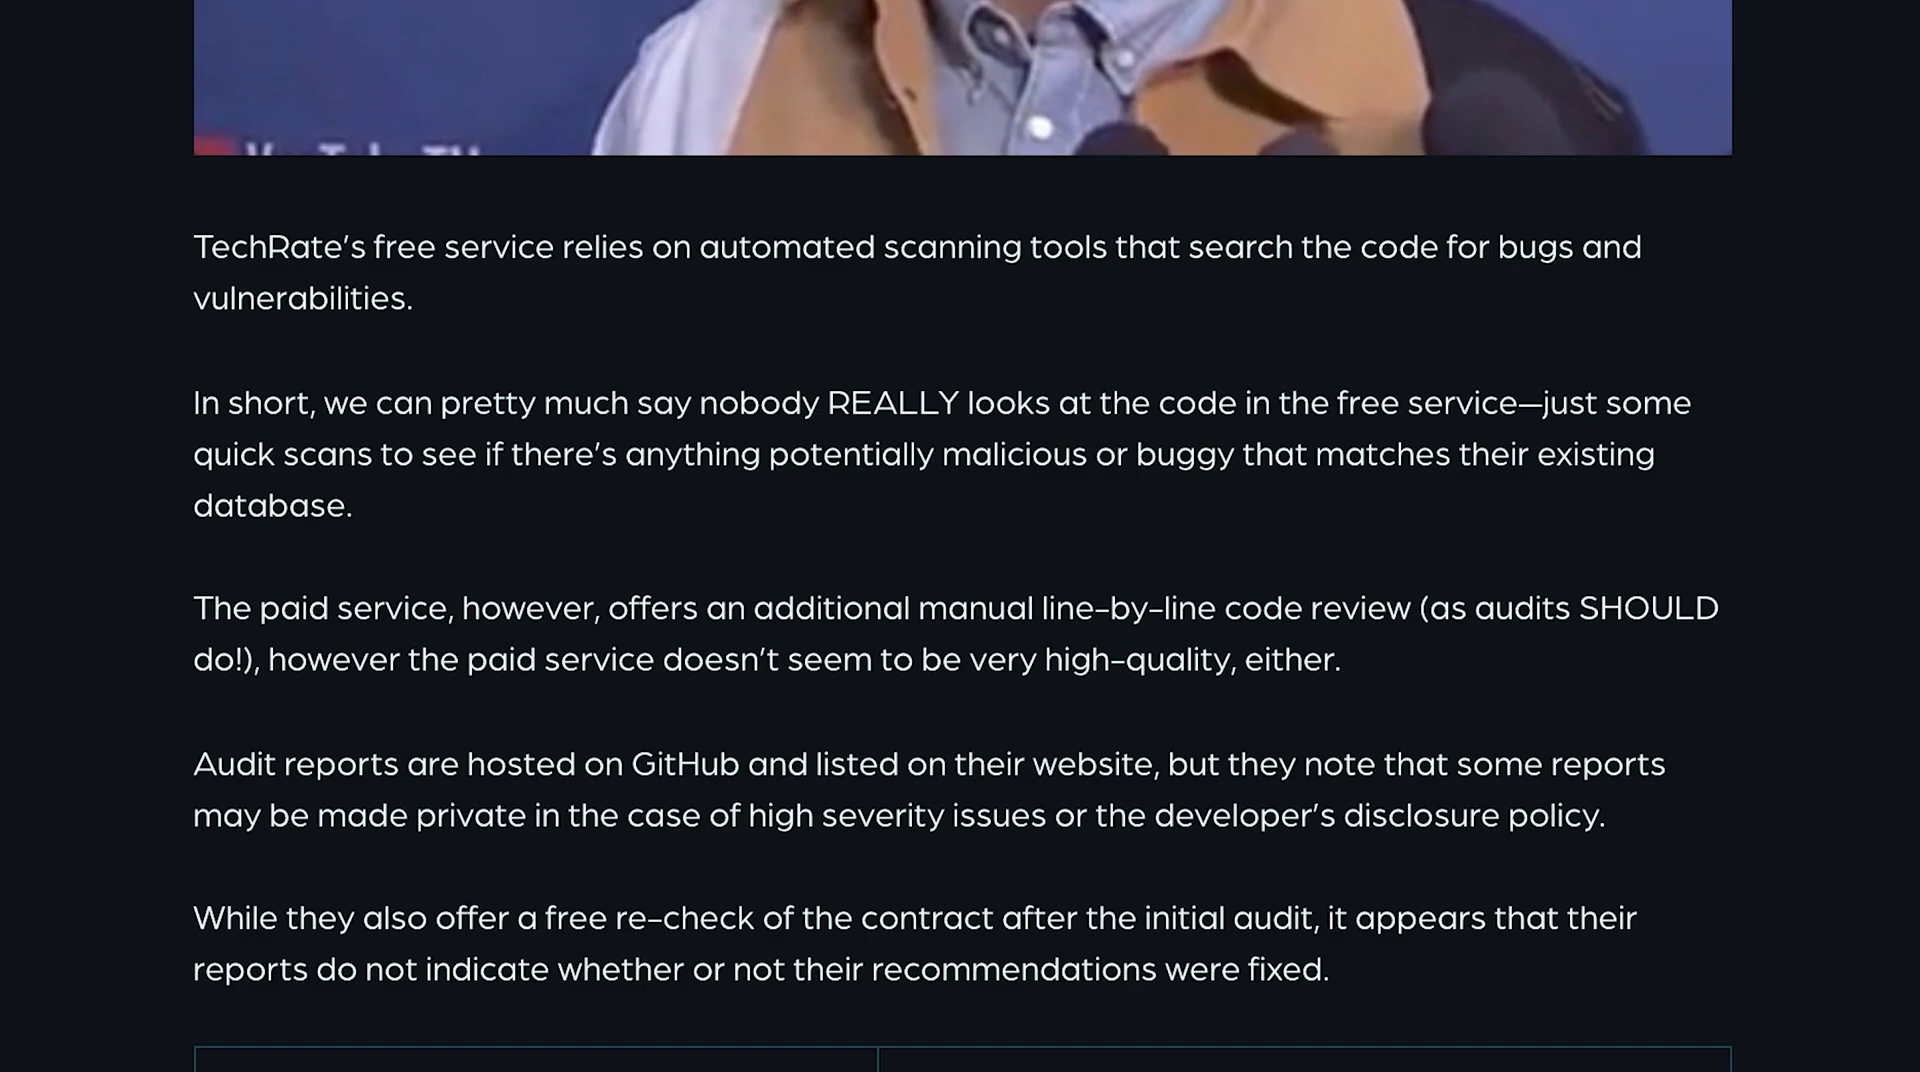 TechRate’s free service relies on automated scanning tools that search the code for bugs and
vulnerabilities.
In short, we can pretty much say nobody REALLY looks at the code in the free service—just some
quick scans to see if there’s anything potentially malicious or buggy that matches their existing
database.
The paid service, however, offers an additional manual line-by-line code review (as audits SHOULD
do!), however the paid service doesn’t seem to be very high-quality, either.
Audit reports are hosted on GitHub and listed on their website, but they note that some reports
may be made private in the case of high severity issues or the developer’s disclosure policy.
While they also offer a free re-check of the contract after the initial audit, it appears that their
reports do not indicate whether or not their recommendations were fixed.